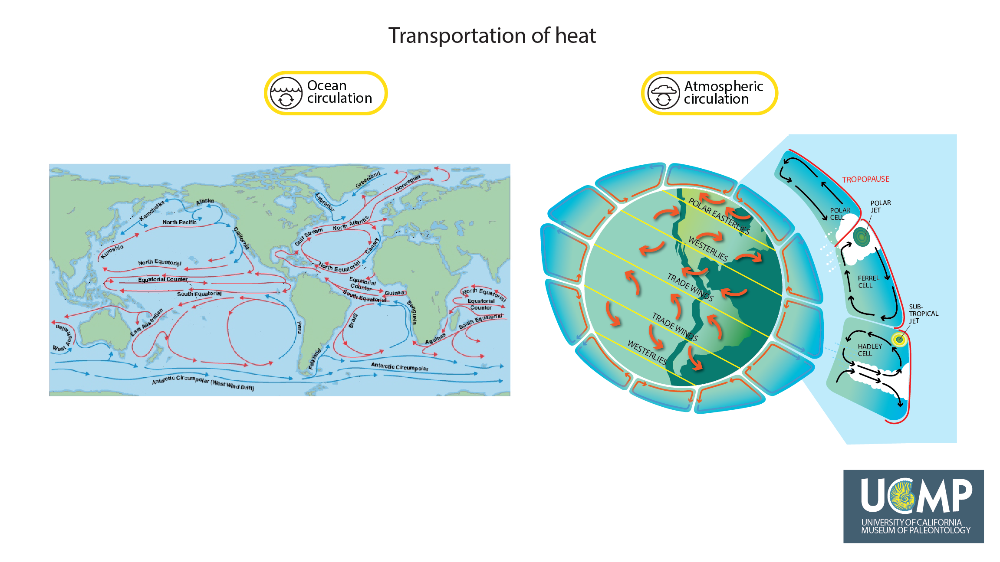 Transportation of heat
Ocean
circulation
Atmospheric
circulation
Greenland
Norwegian
Labrador
Kamchatka
Alaska
North Pacific
California
Kuroshio
North Atlantic
Gulf Stream
Canary
North Equatorial
North Equatorial
Equatorial Counter
South Equatorial
Equatorial
Counter
Guinea
South Equatorial
North Equatorial
Equatorial
Counter
South Equatorial
East Australian
West Australian
Peru
Brazil
Benguela
Agulhas
Falkland
Antarctic Circumpolar
Antarctic Circumpolar (West Wind Drift)
POLAR EASTERLIES
WESTERLIES
TRADE WINDS
TRADE WINDS
WESTERLIES
TROPOPAUSE
POLAR
JET
POLAR
CELL
FERREL
CELL
SUB-
TROPICAL
JET
HADLEY
CELL
UCMP
UNIVERSITY OF CALIFORNIA
MUSEUM OF PALEONTOLOGY